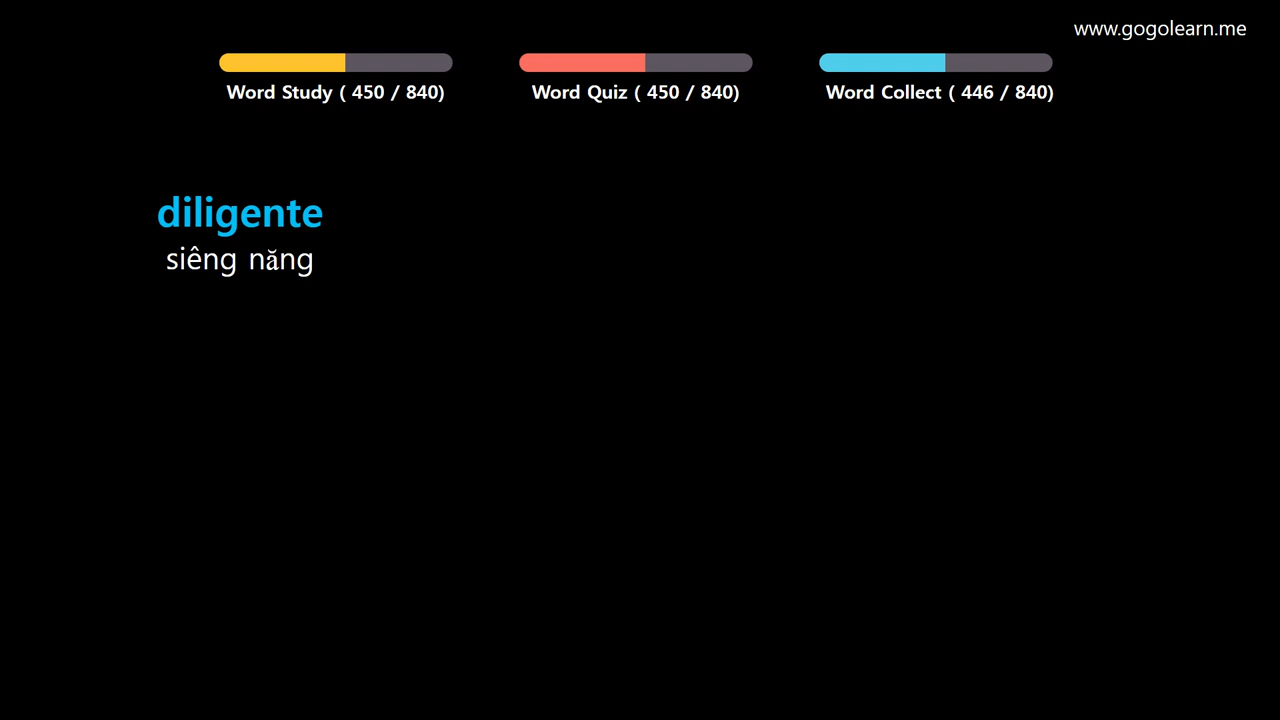 www.gogolearn.me
Word Study ( 450 / 840)
Word Quiz ( 450 / 840)
Word Collect ( 446 / 840)
diligente
siêng năng